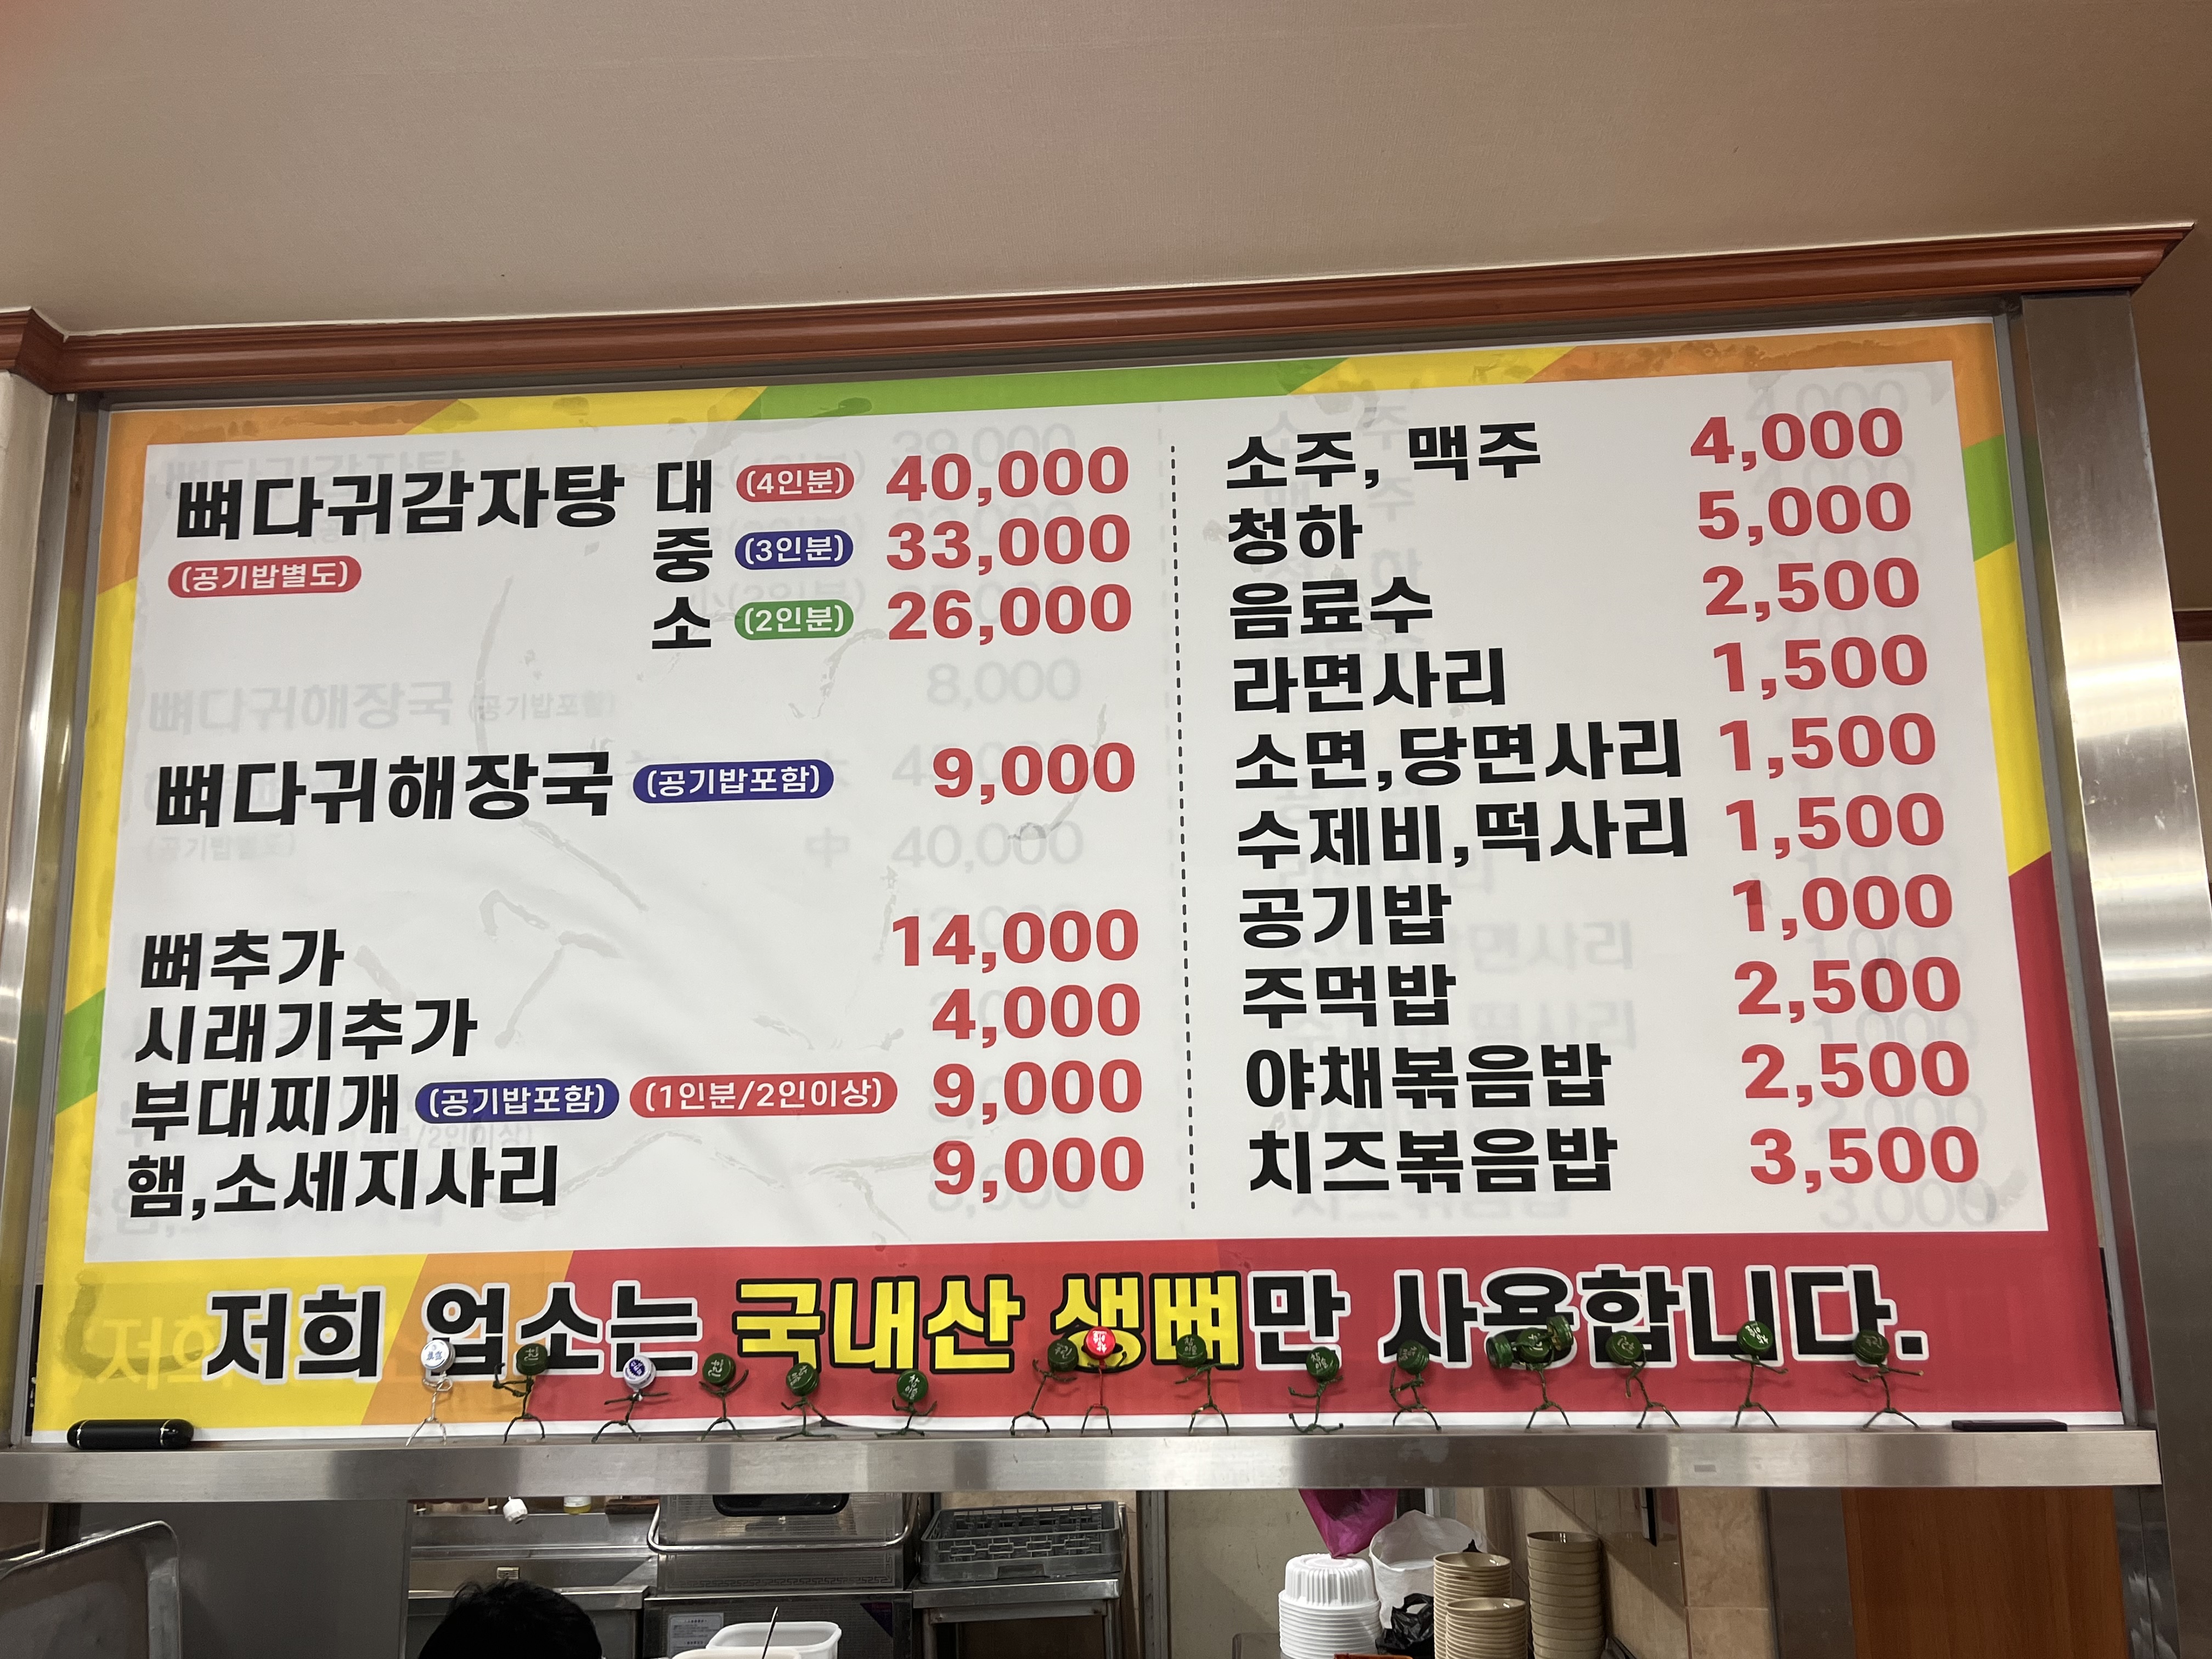 뼈다귀감자탕 대 (4인분) 40,000
(공기밥별도) 중 (3인분) 33,000
소 (2인분) 26,000
뼈다귀해장국 (공기밥포함) 9,000
뼈추가 14,000
시래기추가 4,000
부대찌개 (공기밥포함) (1인분/2인이상) 9,000
햄,소세지사리 9,000
소주, 맥주 4,000
청하 5,000
음료수 2,500
라면사리 1,500
소면,당면사리 1,500
수제비,떡사리 1,500
공기밥 1,000
주먹밥 2,500
야채볶음밥 2,500
치즈볶음밥 3,500
저희 업소는 국내산 생뼈만 사용합니다.